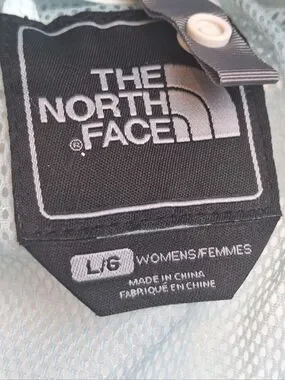 THE
NORTH
FACE®
L/G WOMENS/FEMMES
MADE IN CHINA
FABRIQUÉ EN CHINE